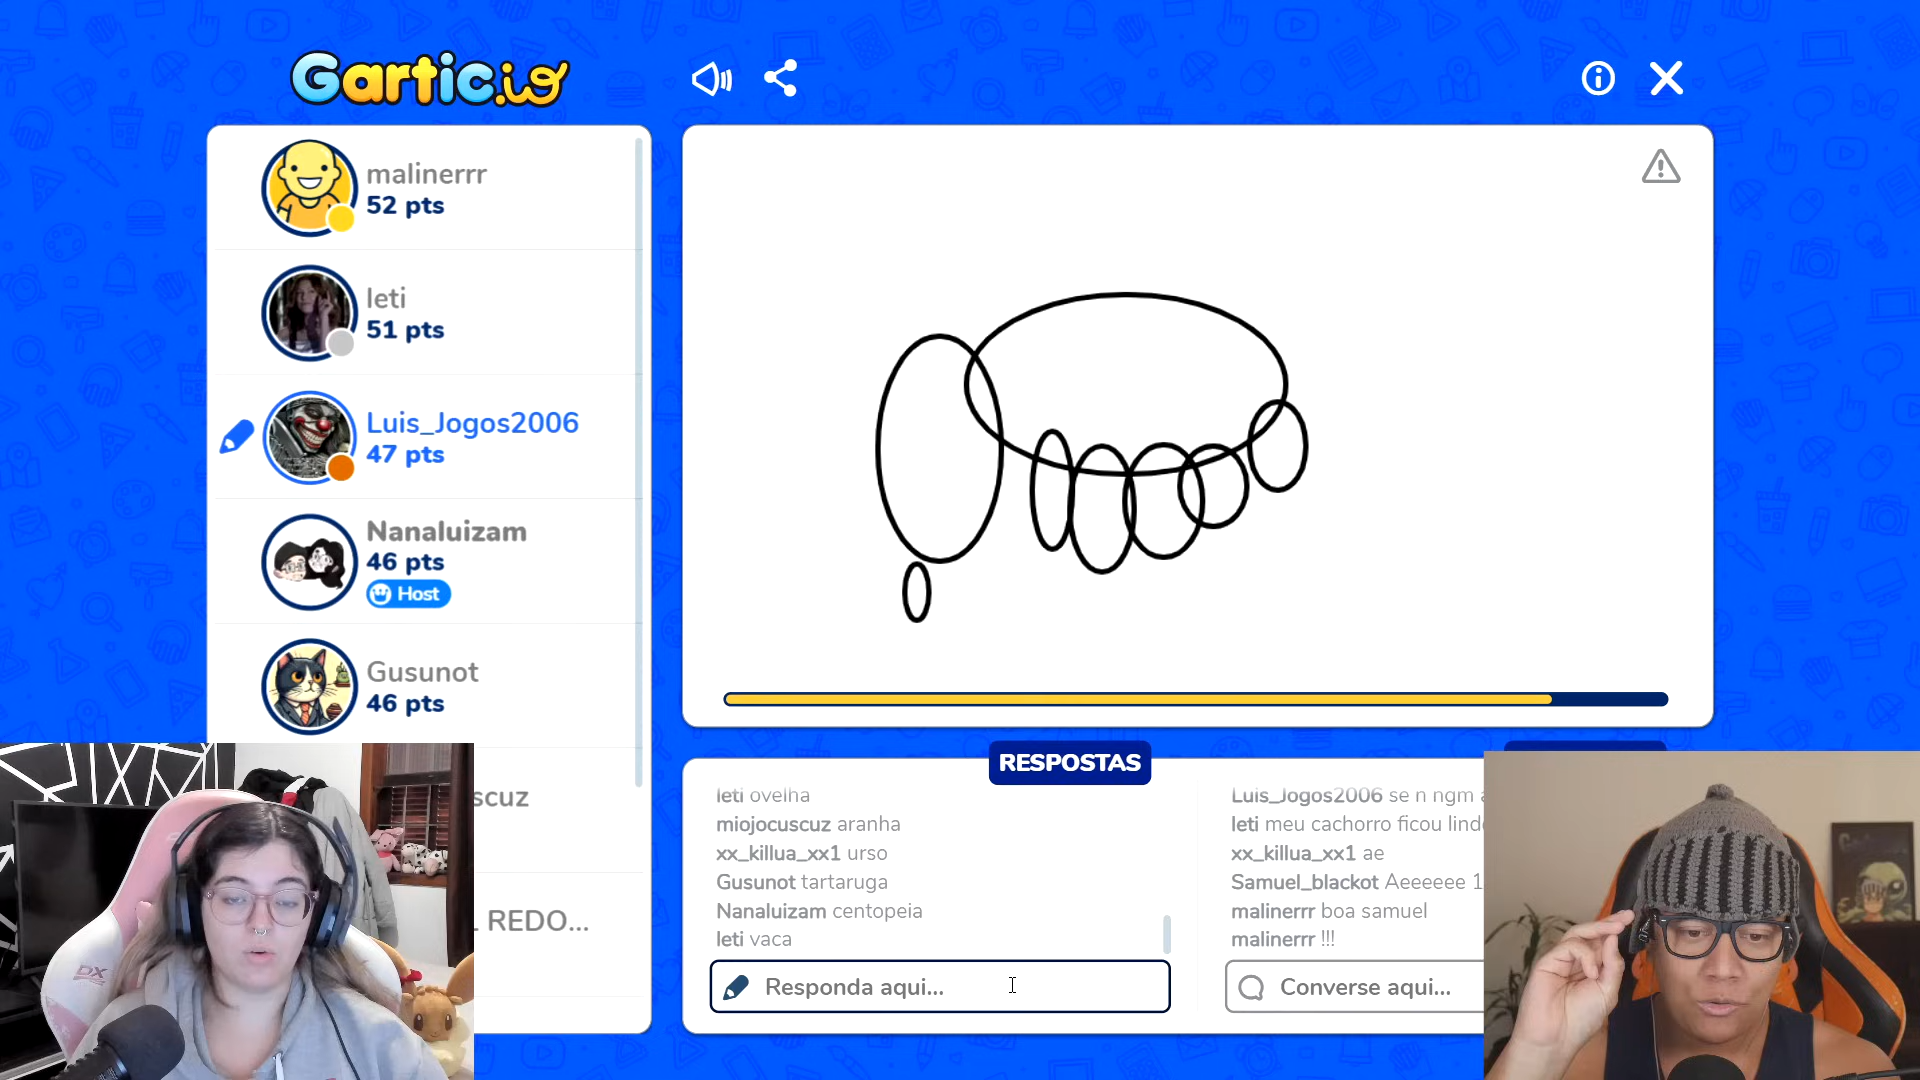 Gartic.io
malinerrr
52 pts
leti
51 pts
Luis_Jogos2006
47 pts
Nanaluizam
46 pts
Host
Gusunot
46 pts
scuz
REDO...
RESPOSTAS
leti ovelha
miojocuscuz aranha
xx_killua_xx1 urso
Gusunot tartaruga
Nanaluizam centopeia
leti vaca
Responda aqui...
Luis_Jogos2006 se n ngm a
leti meu cachorro ficou lind
xx_killua_xx1 ae
Samuel_blackot Aeeeeee 1
malinerrr boa samuel
malinerrr !!!
Converse aqui...
DX